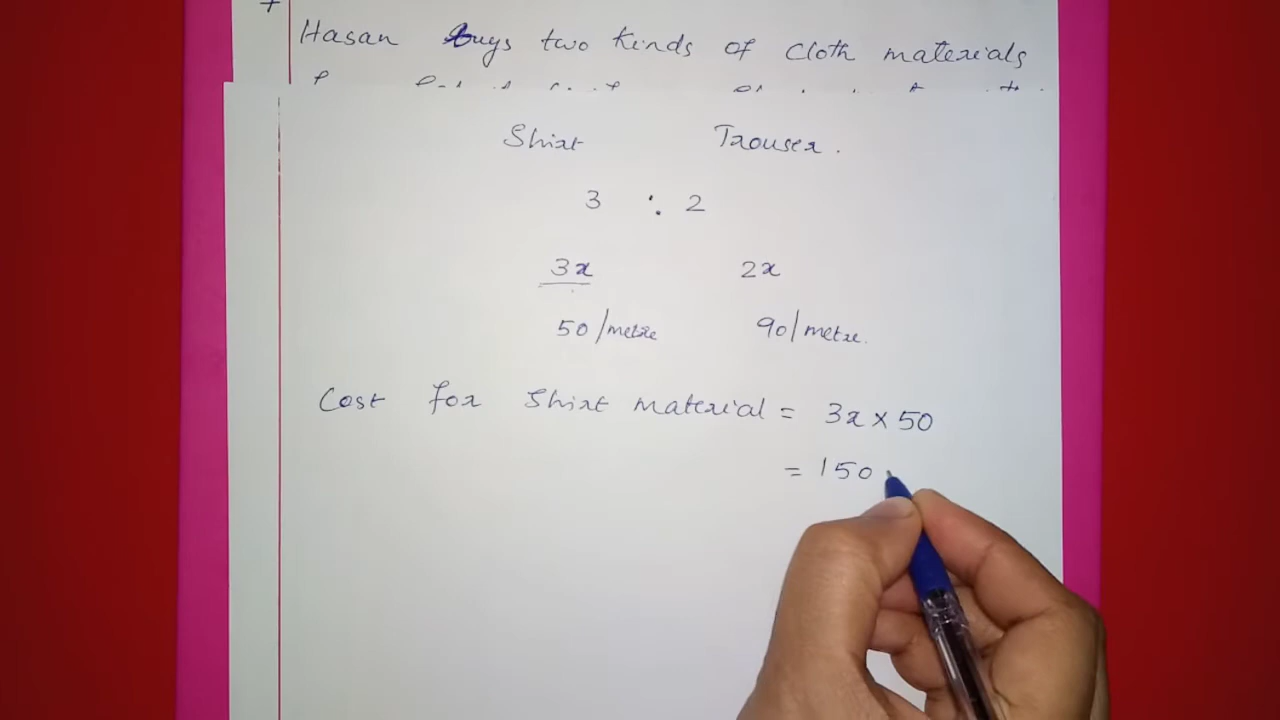 Hasan buys two kinds of cloth materials
Shirt Trouser.
3 : 2
3x 2x
50/metre 90/metre.
Cost for Shirt material = 3x × 50
= 150